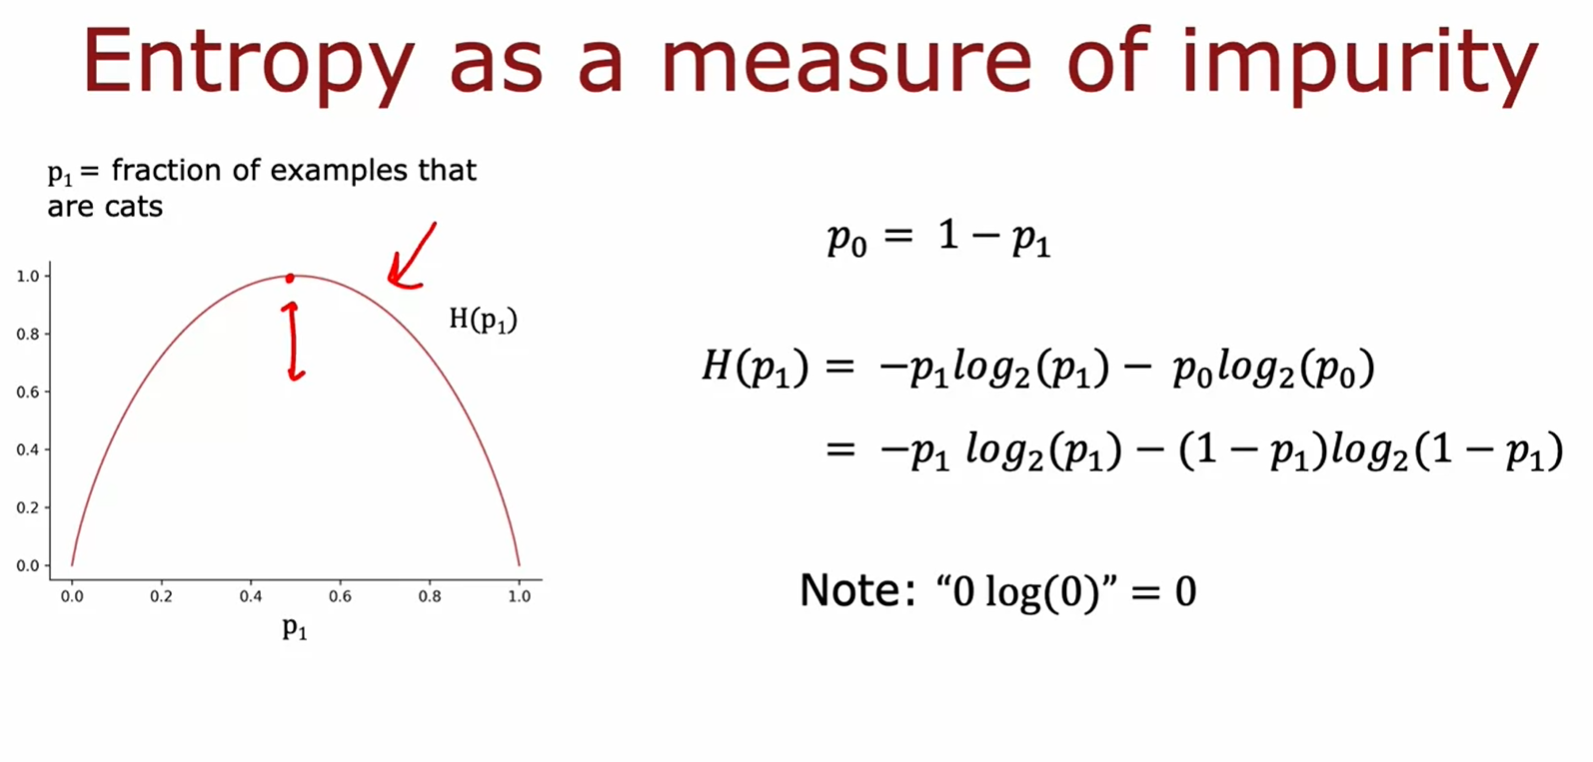 Entropy as a measure of impurity
p₁ = fraction of examples that
are cats
1.0
0.8
0.6
0.4
0.2
0.0
0.0 0.2 0.4 0.6 0.8 1.0
p₁
H(p₁)
p₀ = 1 − p₁
H(p₁) = −p₁log₂(p₁) − p₀log₂(p₀)
= −p₁ log₂(p₁) − (1 − p₁)log₂(1 − p₁)
Note: “0 log(0)” = 0